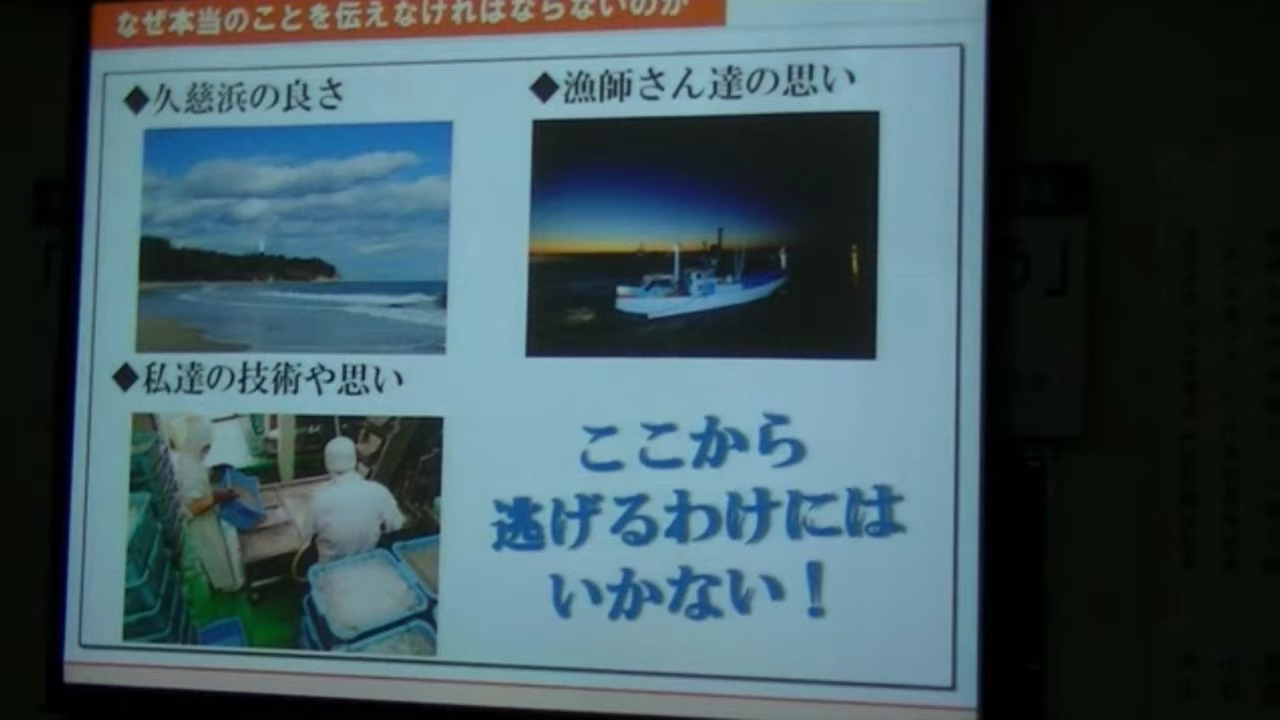 なぜ本当のことを伝えなければならないのか
◆久慈浜の良さ
◆漁師さん達の思い
◆私達の技術や思い
ここから
逃げるわけには
いかない！